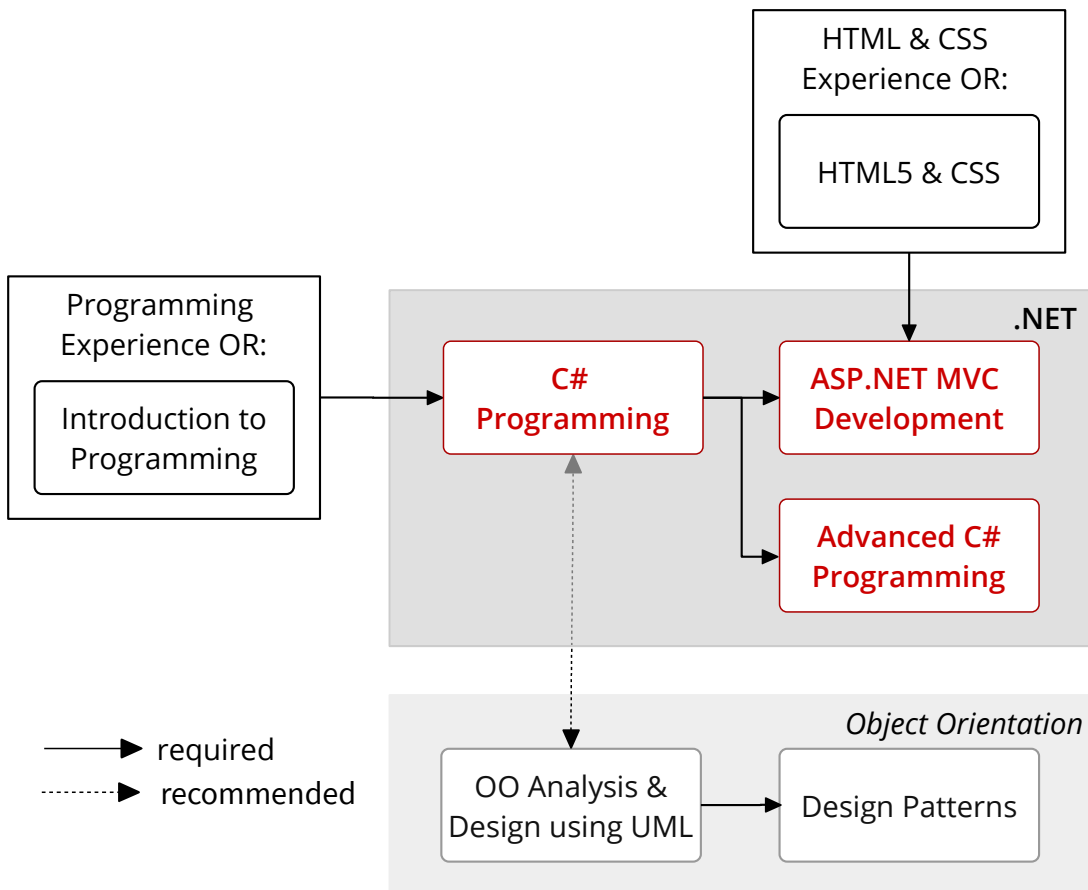 HTML & CSS
Experience OR:
HTML5 & CSS
Programming
Experience OR:
Introduction to
Programming
.NET
C#
Programming
ASP.NET MVC
Development
Advanced C#
Programming
Object Orientation
OO Analysis &
Design using UML
Design Patterns
required
recommended